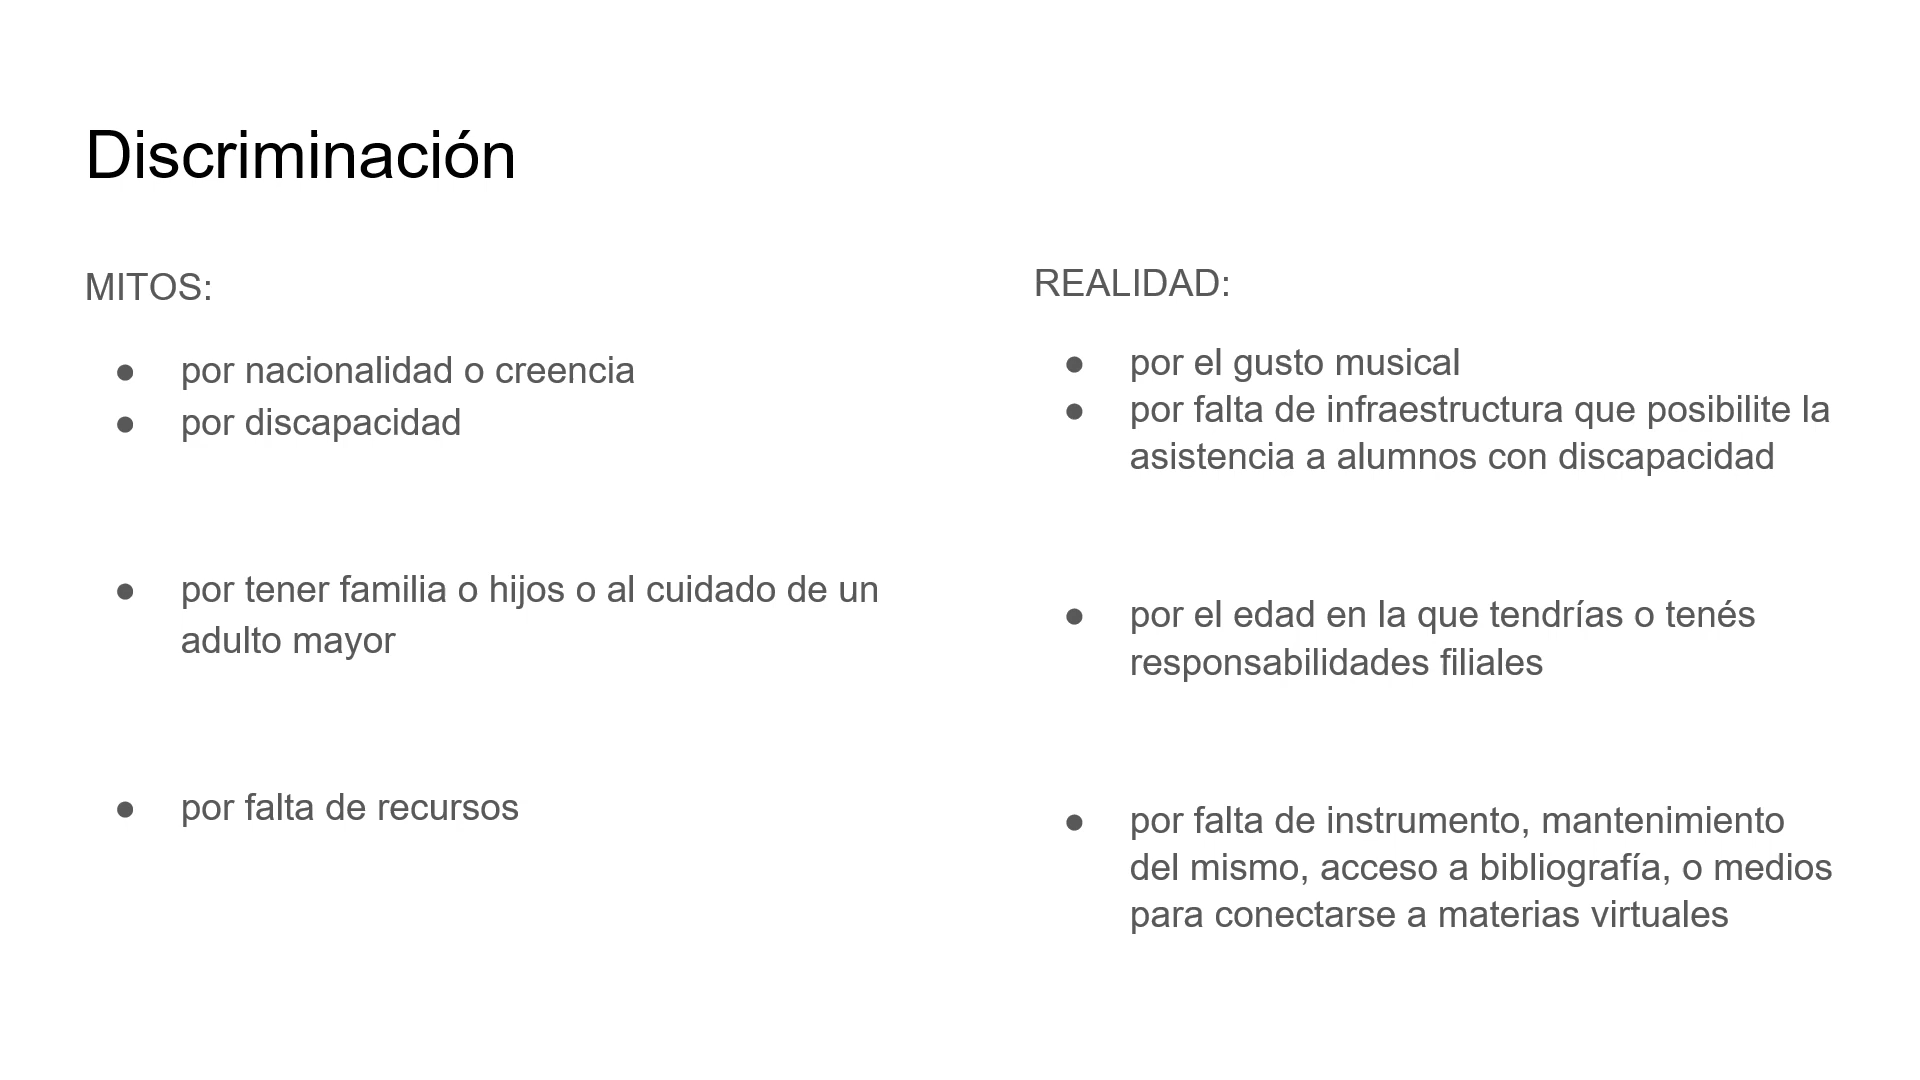 Discriminación
MITOS:
● por nacionalidad o creencia
● por discapacidad
● por tener familia o hijos o al cuidado de un
adulto mayor
● por falta de recursos
REALIDAD:
● por el gusto musical
● por falta de infraestructura que posibilite la
asistencia a alumnos con discapacidad
● por el edad en la que tendrías o tenés
responsabilidades filiales
● por falta de instrumento, mantenimiento
del mismo, acceso a bibliografía, o medios
para conectarse a materias virtuales